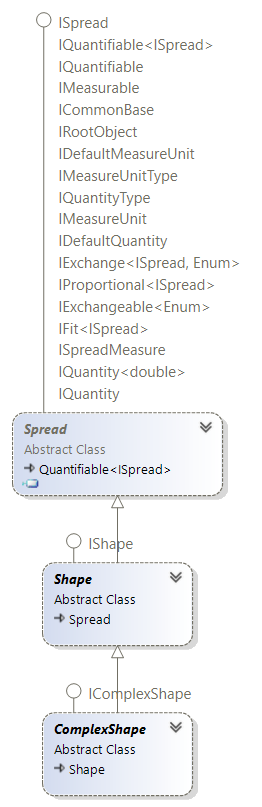 ISpread
IQuantifiable<ISpread>
IQuantifiable
IMeasurable
ICommonBase
IRootObject
IDefaultMeasureUnit
IMeasureUnitType
IQuantityType
IMeasureUnit
IDefaultQuantity
IExchange<ISpread, Enum>
IProportional<ISpread>
IExchangeable<Enum>
IFit<ISpread>
ISpreadMeasure
IQuantity<double>
IQuantity
Spread
Abstract Class
Quantifiable<ISpread>
IShape
Shape
Abstract Class
Spread
IComplexShape
ComplexShape
Abstract Class
Shape